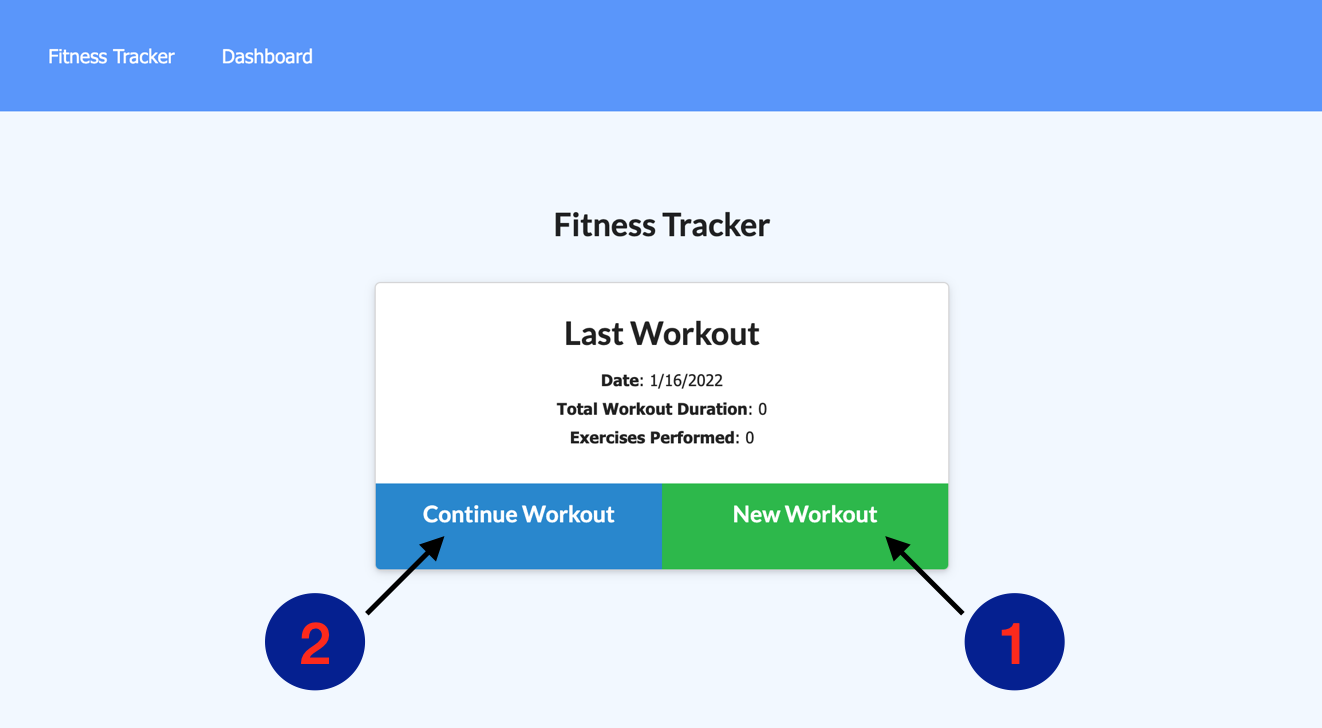 Fitness Tracker Dashboard
Fitness Tracker
Last Workout
Date: 1/16/2022
Total Workout Duration: 0
Exercises Performed: 0
Continue Workout New Workout
2 1